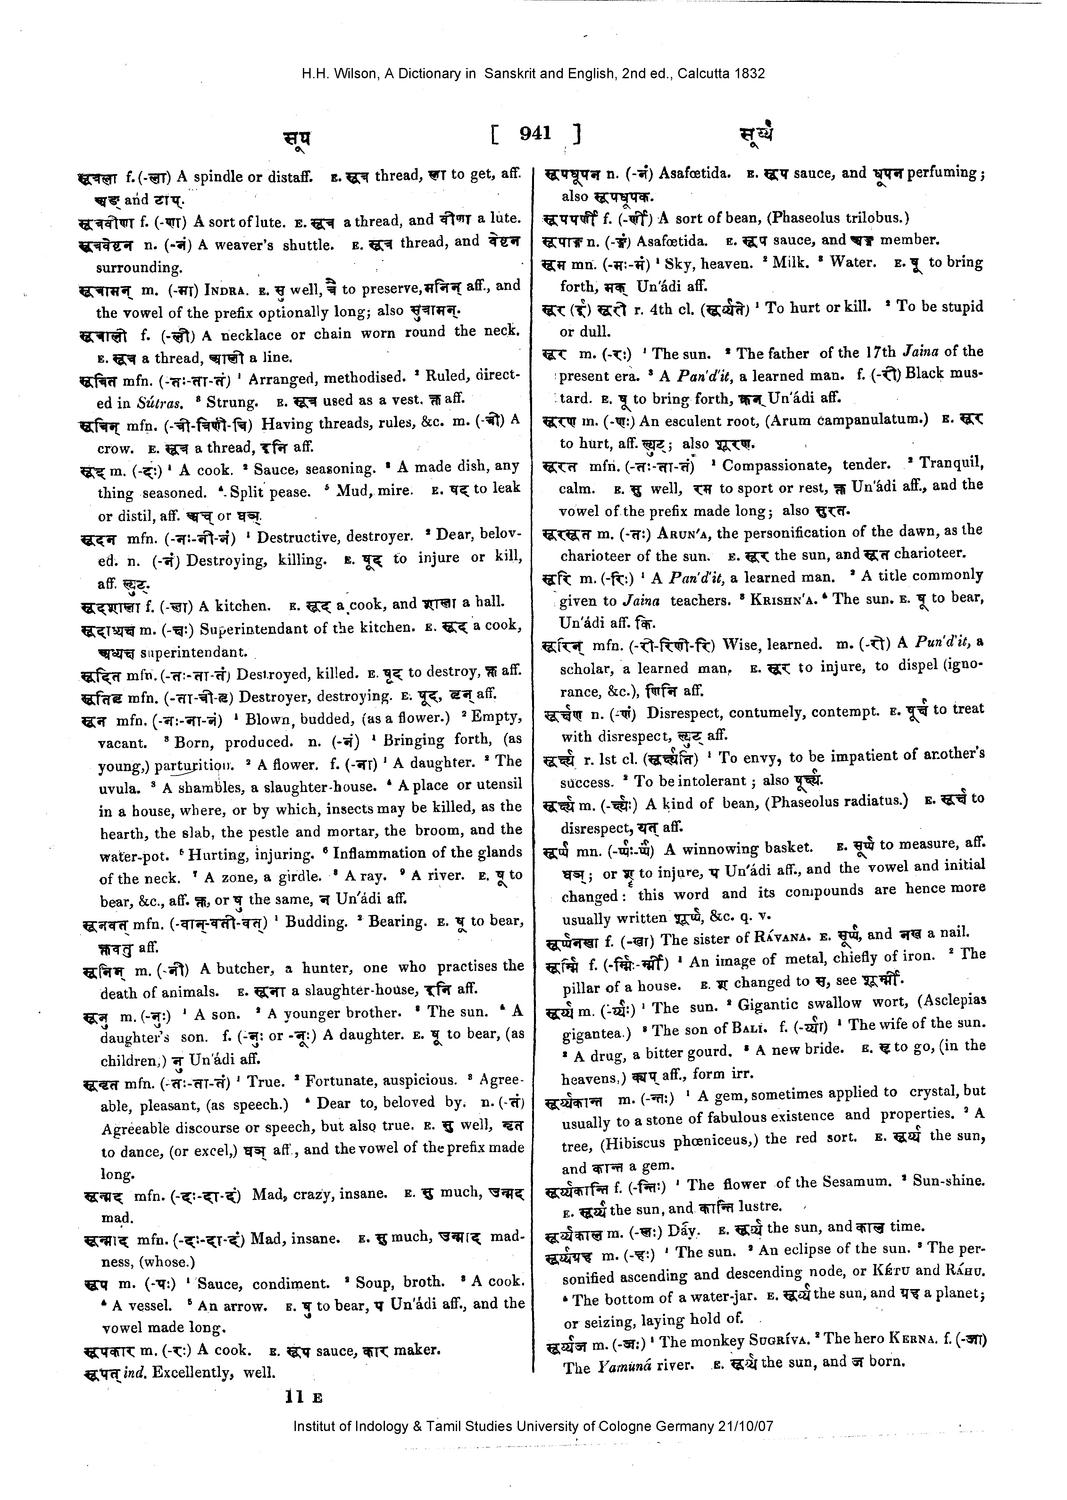 H.H. Wilson, A Dictionary in Sanskrit and English, 2nd ed., Calcutta 1832
सूप [ 941 ] सूर्य्य
सूत्रला f. (-ला) A spindle or distaff. E. सूत्र thread, ला to get, aff.
अङ् and टाप्.
सूत्रवीणा f. (-णा) A sort of lute. E. सूत्र a thread, and वीणा a lute.
सूत्रवेष्टन n. (-नं) A weaver's shuttle. E. सूत्र thread, and वेष्टन
surrounding.
सूत्रामन् m. (-मा) INDRA. E. सु well, त्रै to preserve, मनिन् aff., and
the vowel of the prefix optionally long; also सुत्रामन्.
सूत्राली f. (-ली) A necklace or chain worn round the neck.
E. सूत्र a thread, आली a line.
सूत्रित mfn. (-तः-ता-तं) ¹ Arranged, methodised. ² Ruled, direct-
ed in Sútras. ³ Strung. E. सूत्र used as a vest. क्त aff.
सूत्रिन् mfn. (-त्री-त्रिणी-त्रि) Having threads, rules, &c. m. (-त्री) A
crow. E. सूत्र a thread, इनि aff.
सूद m. (-दः) ¹ A cook. ² Sauce, seasoning. ³ A made dish, any
thing seasoned. ⁴ Split pease. ⁵ Mud, mire. E. षद to leak
or distil, aff. अच् or घञ्.
सूदन mfn. (-नः-नी-नं) ¹ Destructive, destroyer. ² Dear, belov-
ed. n. (-नं) Destroying, killing. E. षूद् to injure or kill,
aff. ल्युट्.
सूदशाला f. (-ला) A kitchen. E. सूद a cook, and शाला a hall.
सूदाध्यक्ष m. (-क्षः) Superintendant of the kitchen. E. सूद a cook,
अध्यक्ष superintendant.
सूदित mfn. (-तः-ता-तं) Destroyed, killed. E. षूद to destroy, क्त aff.
सूदितृ mfn. (-ता-त्री-तृ) Destroyer, destroying. E. षूद्, तृन् aff.
सून mfn. (-नः-ना-नं) ¹ Blown, budded, (as a flower.) ² Empty,
vacant. ³ Born, produced. n. (-नं) ¹ Bringing forth, (as
young,) parturition. ² A flower. f. (-ना) ¹ A daughter. ² The
uvula. ³ A shambles, a slaughter-house. ⁴ A place or utensil
in a house, where, or by which, insects may be killed, as the
hearth, the slab, the pestle and mortar, the broom, and the
water-pot. ⁵ Hurting, injuring. ⁶ Inflammation of the glands
of the neck. ⁷ A zone, a girdle. ⁸ A ray. ⁹ A river. E. षू to
bear, &c., aff. क्त, or षु the same, न Un'ádi aff.
सूनवत् mfn. (-वान्-वती-वत्) ¹ Budding. ² Bearing. E. षू to bear,
क्तवतु aff.
सूनिन् m. (-नी) A butcher, a hunter, one who practises the
death of animals. E. सूना a slaughter-house, इनि aff.
सूनु m. (-नुः) ¹ A son. ² A younger brother. ³ The sun. ⁴ A
daughter's son. f. (-नुः or -नूः) A daughter. E. षू to bear, (as
children,) नु Un'ádi aff.
सूनृत mfn. (-तः-ता-तं) ¹ True. ² Fortunate, auspicious. ³ Agree-
able, pleasant, (as speech.) ⁴ Dear to, beloved by. n. (-तं)
Agreeable discourse or speech, but also true. E. सु well, नृत
to dance, (or excel,) घञ् aff., and the vowel of the prefix made
long.
सून्मद mfn. (-दः-दा-दं) Mad, crazy, insane. E. सु much, उन्मद
mad.
सून्माद mfn. (-दः-दा-दं) Mad, insane. E. सु much, उन्माद mad-
ness, (whose.)
सूप m. (-पः) ¹ Sauce, condiment. ² Soup, broth. ³ A cook.
⁴ A vessel. ⁵ An arrow. E. षु to bear, प Un'ádi aff., and the
vowel made long.
सूपकार m. (-रः) A cook. E. सूप sauce, कार maker.
सूपत् ind. Excellently, well.
11 E
सूपधूपन n. (-नं) Asafœtida. E. सूप sauce, and धूपन perfuming;
also सूपधूपक.
सूपपर्णी f. (-र्णी) A sort of bean, (Phaseolus trilobus.)
सूपाङ्ग n. (-ङ्गं) Asafœtida. E. सूप sauce, and अङ्ग member.
सूम mn. (-मः-मं) ¹ Sky, heaven. ² Milk. ³ Water. E. षू to bring
forth, मक् Un'ádi aff.
सूर (ई) सूरी r. 4th cl. (सूर्य्यते) ¹ To hurt or kill. ² To be stupid
or dull.
सूर m. (-रः) ¹ The sun. ² The father of the 17th Jaina of the
present era. ³ A Pan'd'it, a learned man. f. (-री) Black mus-
tard. E. षू to bring forth, क्रन् Un'ádi aff.
सूरण m. (-णः) An esculent root, (Arum campanulatum.) E. सूर
to hurt, aff. ल्युट्; also शूरण.
सूरत mfn. (-तः-ता-तं) ¹ Compassionate, tender. ² Tranquil,
calm. E. सु well, रम to sport or rest, क्त Un'ádi aff., and the
vowel of the prefix made long; also सुरत.
सूरसूत m. (-तः) ARUN'A, the personification of the dawn, as the
charioteer of the sun. E. सूर the sun, and सूत charioteer.
सूरि m. (-रिः) ¹ A Pan'd'it, a learned man. ² A title commonly
given to Jaina teachers. ³ KRISHN'A. ⁴ The sun. E. षू to bear,
Un'ádi aff. क्रि.
सूरिन् mfn. (-री-रिणी-रि) Wise, learned. m. (-री) A Pun'd'it, a
scholar, a learned man. E. सूर to injure, to dispel (igno-
rance, &c.), णिनि aff.
सूर्क्षण n. (-णं) Disrespect, contumely, contempt. E. षूर्क्ष to treat
with disrespect, ल्युट् aff.
सूर्क्ष्य r. 1st cl. (सूर्क्ष्यति) ¹ To envy, to be impatient of another's
success. ² To be intolerant; also षूर्क्ष्य.
सूर्क्ष्य m. (-र्क्ष्यः) A kind of bean, (Phaseolus radiatus.) E. सूर्क्ष to
disrespect, यत् aff.
सूर्प mn. (-र्पः-र्पं) A winnowing basket. E. सूर्प to measure, aff.
घञ्; or शॄ to injure, प Un'ádi aff., and the vowel and initial
changed: this word and its compounds are hence more
usually written शूर्प, &c. q. v.
सूर्पनखा f. (-खा) The sister of RÁVANA. E. सूर्प, and नख a nail.
सूर्म्मि f. (-र्म्मिः-र्म्मी) ¹ An image of metal, chiefly of iron. ² The
pillar of a house. E. श changed to स, see शूर्म्मी.
सूर्य्य m. (-र्य्यः) ¹ The sun. ² Gigantic swallow wort, (Asclepias
gigantea.) ³ The son of BALI. f. (-र्य्या) ¹ The wife of the sun.
² A drug, a bitter gourd. ³ A new bride. E. सृ to go, (in the
heavens,) क्यप् aff., form irr.
सूर्य्यकान्त m. (-न्तः) ¹ A gem, sometimes applied to crystal, but
usually to a stone of fabulous existence and properties. ² A
tree, (Hibiscus phœniceus,) the red sort. E. सूर्य्य the sun,
and कान्त a gem.
सूर्य्यकान्ति f. (-न्तिः) ¹ The flower of the Sesamum. ² Sun-shine.
E. सूर्य्य the sun, and कान्ति lustre.
सूर्य्यकाल m. (-लः) Day. E. सूर्य्य the sun, and काल time.
सूर्य्यग्रह m. (-हः) ¹ The sun. ² An eclipse of the sun. ³ The per-
sonified ascending and descending node, or KÉTU and RÁHU.
⁴ The bottom of a water-jar. E. सूर्य्य the sun, and ग्रह a planet;
or seizing, laying hold of.
सूर्य्यज m. (-जः) ¹ The monkey SUGRÍVA. ² The hero KERNA. f. (-जा)
The Yamuná river. E. सूर्य्य the sun, and ज born.
Institut of Indology & Tamil Studies University of Cologne Germany 21/10/07